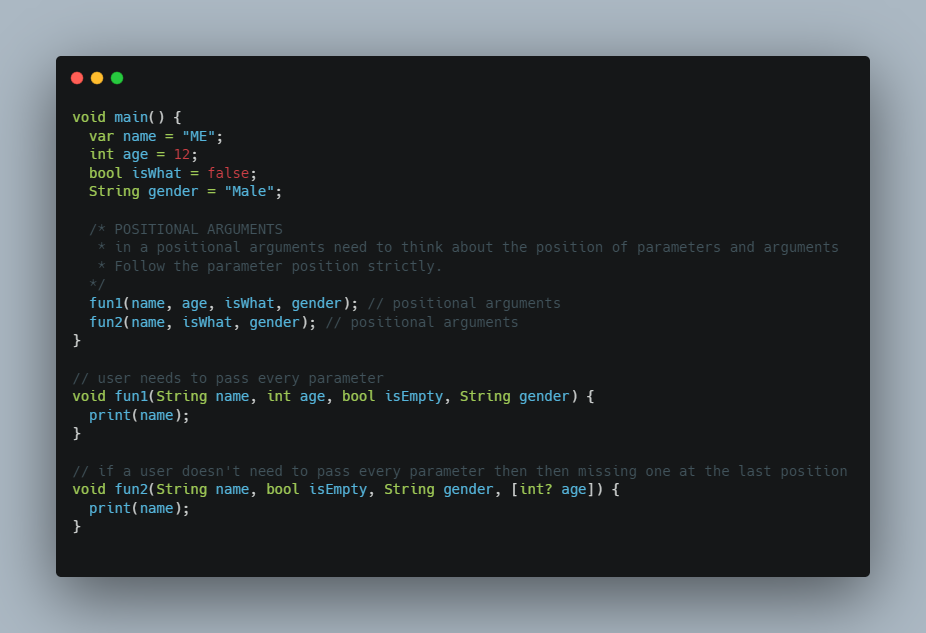 void main() {
  var name = "ME";
  int age = 12;
  bool isWhat = false;
  String gender = "Male";

  /* POSITIONAL ARGUMENTS
   * in a positional arguments need to think about the position of parameters and arguments
   * Follow the parameter position strictly.
  */
  fun1(name, age, isWhat, gender); // positional arguments
  fun2(name, isWhat, gender); // positional arguments
}

// user needs to pass every parameter
void fun1(String name, int age, bool isEmpty, String gender) {
  print(name);
}

// if a user doesn't need to pass every parameter then then missing one at the last position
void fun2(String name, bool isEmpty, String gender, [int? age]) {
  print(name);
}